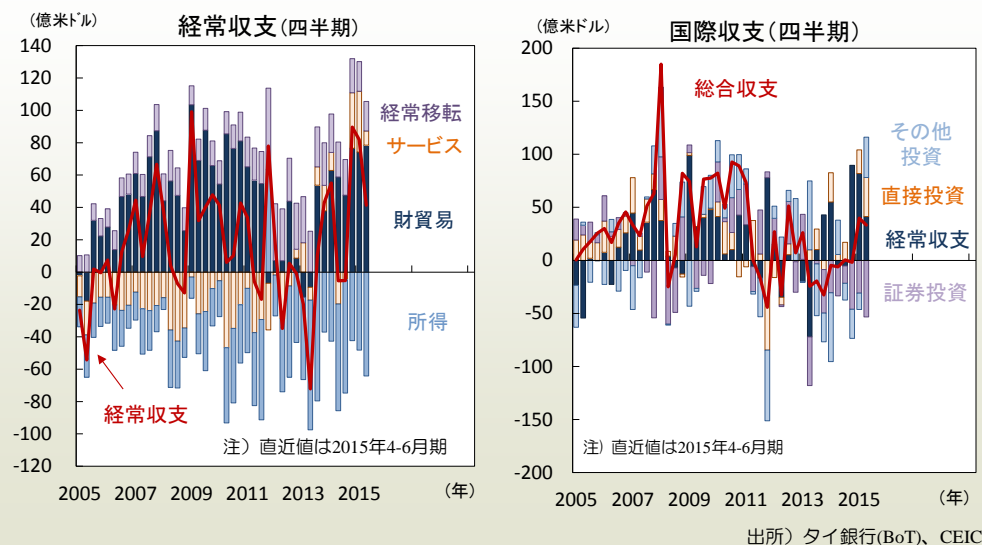 経常収支(四半期)
(億米ドル)
140
120
100
80
60
40
20
0
-20
-40
-60
-80
-100
-120
経常移転
サービス
財貿易
所得
経常収支
注）直近値は2015年4-6月期
2005 2007 2009 2011 2013 2015 (年)
国際収支(四半期)
(億米ドル)
200
150
100
50
0
-50
-100
-150
-200
総合収支
その他
投資
直接投資
経常収支
証券投資
注）直近値は2015年4-6月期
2005 2007 2009 2011 2013 2015 (年)
出所）タイ銀行(BoT)、CEIC